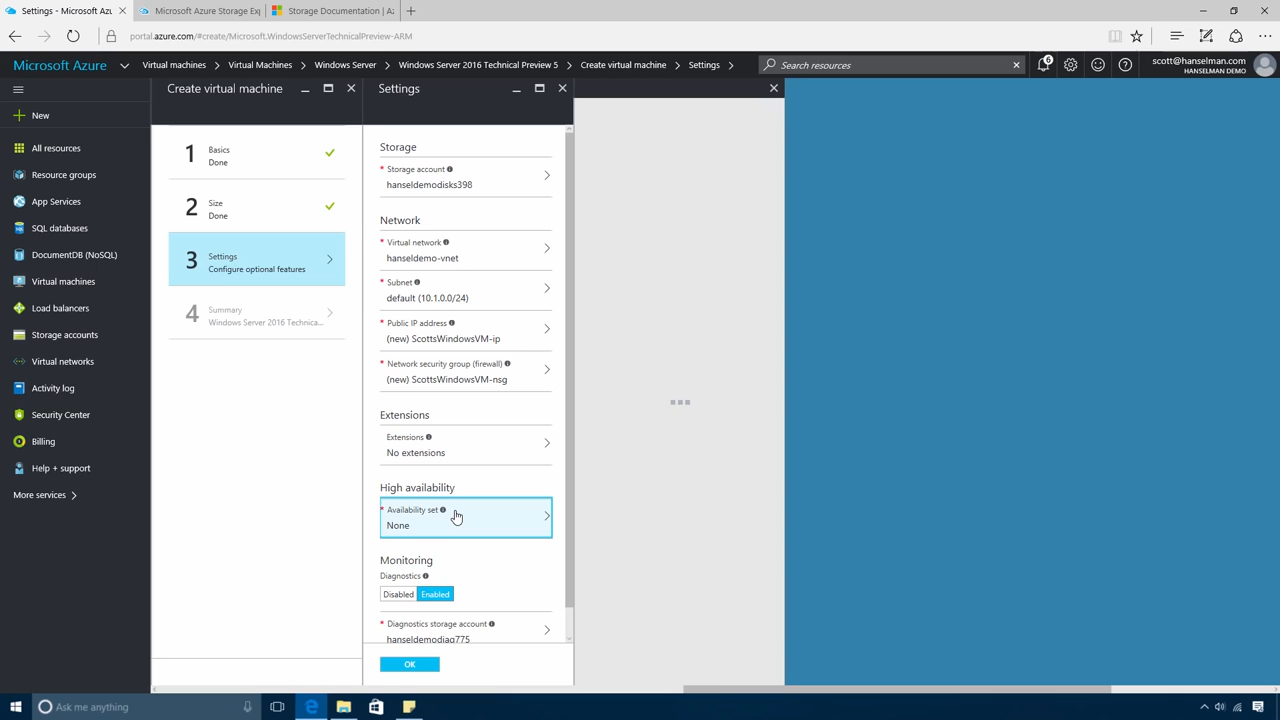 Settings - Microsoft Azu
Microsoft Azure Storage Exp
Storage Documentation | Az
portal.azure.com/#create/Microsoft.WindowsServerTechnicalPreview-ARM
Microsoft Azure
Virtual machines
Virtual Machines
Windows Server
Windows Server 2016 Technical Preview 5
Create virtual machine
Settings
Search resources
6
scott@hanselman.com
HANSELMAN DEMO
New
All resources
Resource groups
App Services
SQL databases
DocumentDB (NoSQL)
Virtual machines
Load balancers
Storage accounts
Virtual networks
Activity log
Security Center
Billing
Help + support
More services
Create virtual machine
1
Basics
Done
2
Size
Done
3
Settings
Configure optional features
4
Summary
Windows Server 2016 Technica...
Settings
Storage
* Storage account
hanseldemodisks398
Network
* Virtual network
hanseldemo-vnet
* Subnet
default (10.1.0.0/24)
* Public IP address
(new) ScottsWindowsVM-ip
* Network security group (firewall)
(new) ScottsWindowsVM-nsg
Extensions
Extensions
No extensions
High availability
* Availability set
None
Monitoring
Diagnostics
Disabled Enabled
* Diagnostics storage account
hanseldemodiag775
OK
Ask me anything